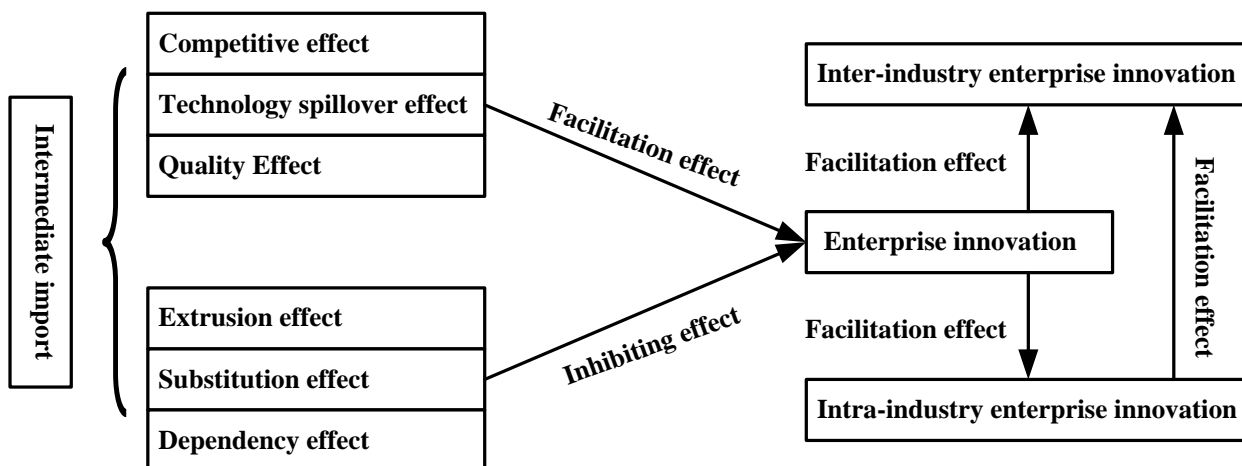 Intermediate import
Competitive effect
Technology spillover effect
Quality Effect
Extrusion effect
Substitution effect
Dependency effect
Facilitation effect
Inhibiting effect
Inter-industry enterprise innovation
Facilitation effect
Enterprise innovation
Facilitation effect
Intra-industry enterprise innovation
Facilitation effect